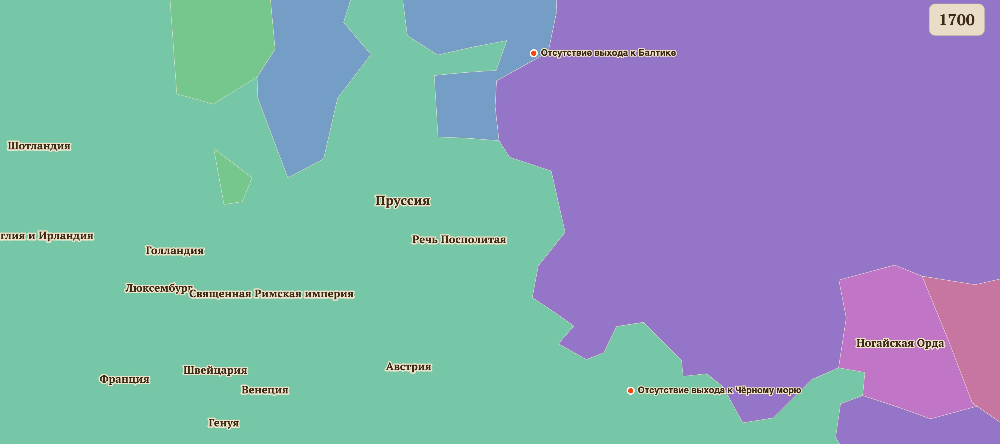 1700
Отсутствие выхода к Балтике
Шотландия
Пруссия
глия и Ирландия
Речь Посполитая
Голландия
Люксембург
Священная Римская империя
Ногайская Орда
Австрия
Швейцария
Франция
Венеция
Отсутствие выхода к Чёрному морю
Генуя